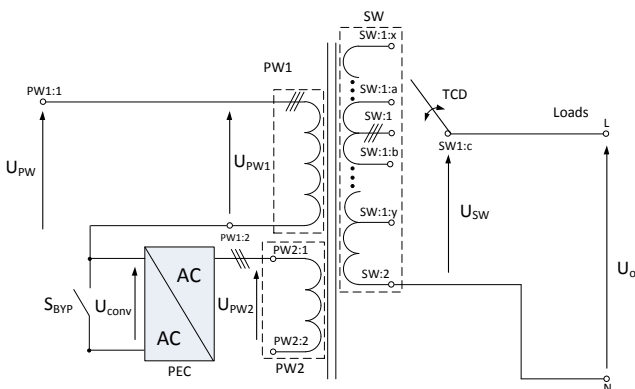 SW
SW:1:x
PW1
PW1:1
SW:1:a
TCD
SW:1
Loads
L
SW1:c
SW:1:b
U_PW
U_PW1
U_SW
SW:1:y
PW1:2
PW2:1
AC
U_o
S_BYP
U_conv
U_PW2
SW:2
AC
PW2:2
PEC
PW2
N